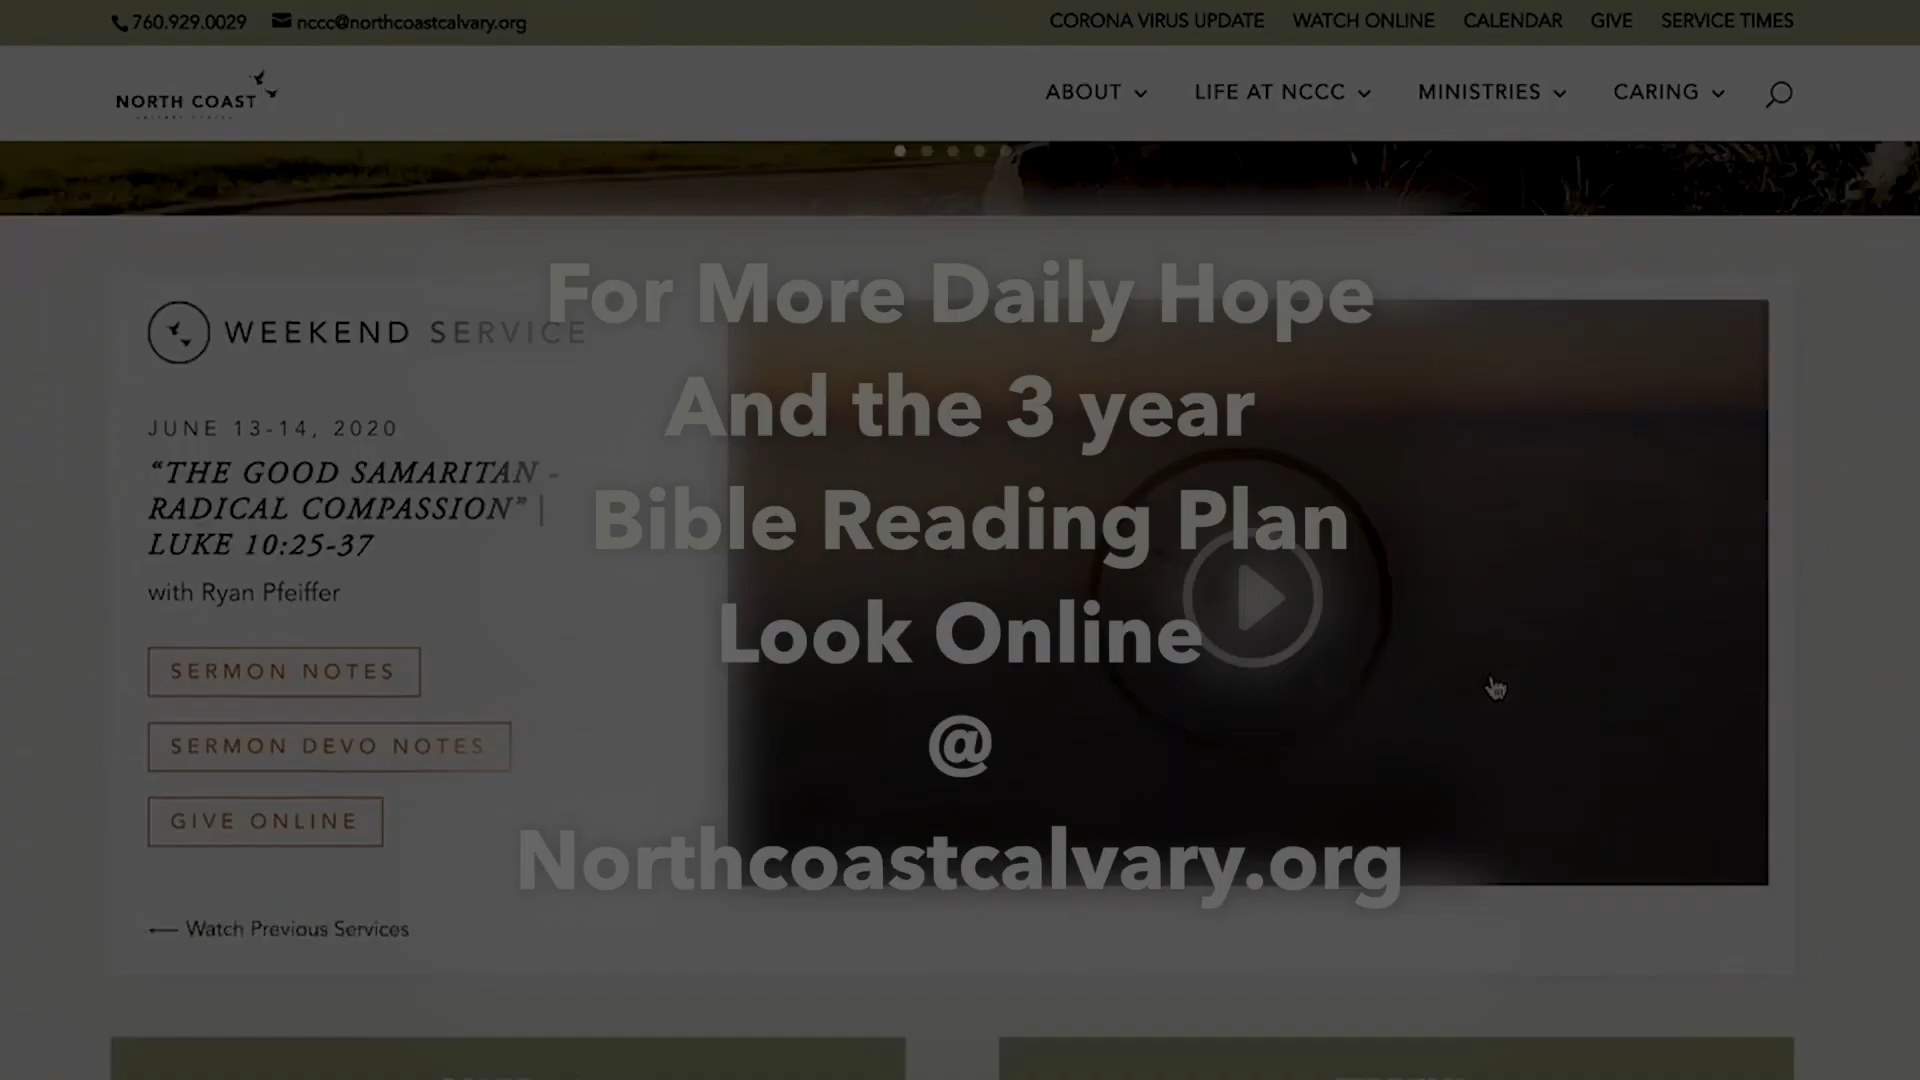 760.929.0029 nccc@northcoastcalvary.org CORONA VIRUS UPDATE WATCH ONLINE CALENDAR GIVE SERVICE TIMES
NORTH COAST ABOUT LIFE AT NCCC MINISTRIES CARING
For More Daily Hope
And the 3 year
Bible Reading Plan
Look Online
@
Northcoastcalvary.org
WEEKEND SERVICE
JUNE 13-14, 2020
“THE GOOD SAMARITAN -
RADICAL COMPASSION” |
LUKE 10:25-37
with Ryan Pfeiffer
SERMON NOTES
SERMON DEVO NOTES
GIVE ONLINE
Watch Previous Services